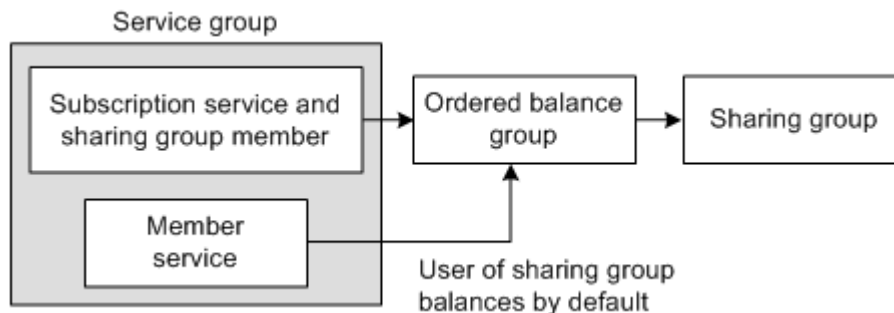 Service group
Subscription service and
sharing group member
Ordered balance
group
Sharing group
Member
service
User of sharing group
balances by default